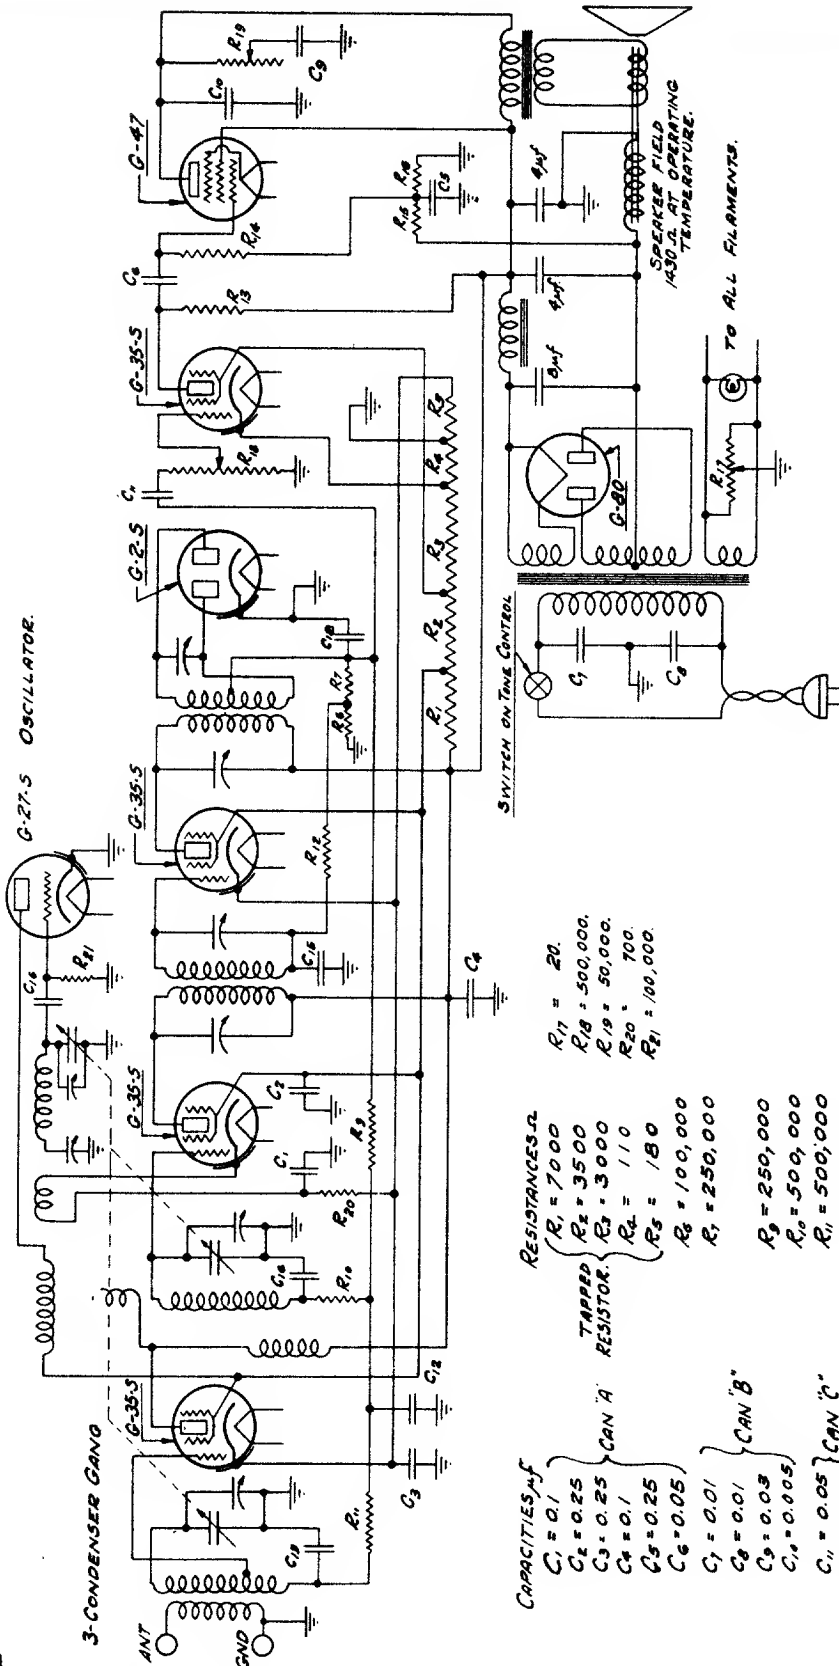 G-27-S OSCILLATOR.
3-CONDENSER GANG
C16
R21
G-35-S
G-35-S
G-35-S
G-2-S
G-35-S
G-47
ANT
GND
C19
R11
C3
C12
C18
R10
R20
C1
C2
R9
C15
R12
C4
R6
R7
C18
C11
R18
R13
C6
R14
C10
R19
C9
R1
R2
R3
R4
R5
R15
R16
C5
8µf
4µf
4µf
G-80
SPEAKER FIELD
1430 Ω AT OPERATING
TEMPERATURE.
SWITCH ON TONE CONTROL
C7
C8
R17
TO ALL FILAMENTS.
CAPACITIES µf
C1 = 0.1
C2 = 0.25
C3 = 0.25
C4 = 0.1
C5 = 0.25
C6 = 0.05
CAN "A"
C7 = 0.01
C8 = 0.01
C9 = 0.03
C10 = 0.005
CAN "B"
C11 = 0.05
CAN "C"
RESISTANCES Ω
R1 = 7000
R2 = 3500
R3 = 3000
R4 = 110
R5 = 180
TAPPED
RESISTOR.
R6 = 100,000
R7 = 250,000
R9 = 250,000
R10 = 500,000
R11 = 500,000
R17 = 20.
R18 = 500,000.
R19 = 50,000.
R20 = 700.
R21 = 100,000.